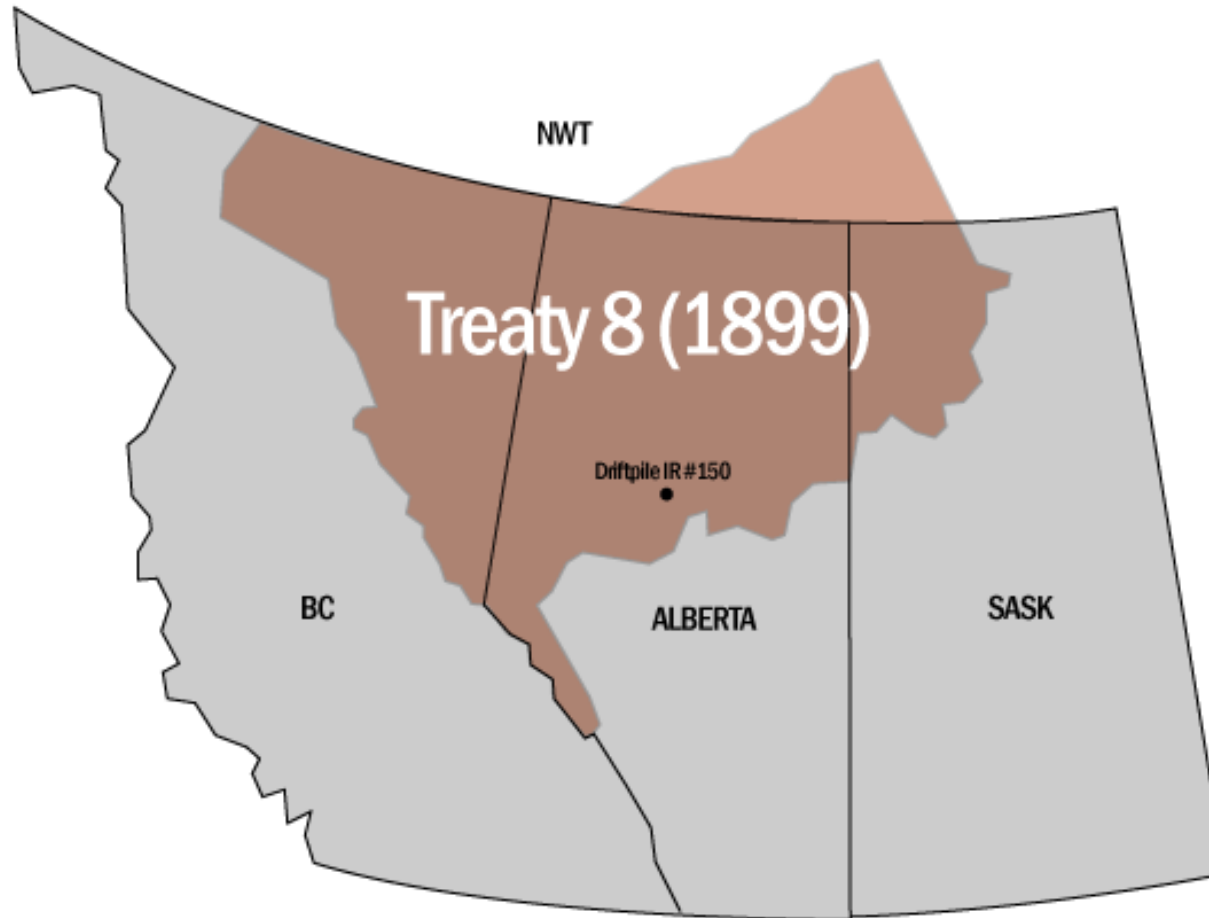 NWT
Treaty 8 (1899)
Driftpile IR #150
BC
ALBERTA
SASK